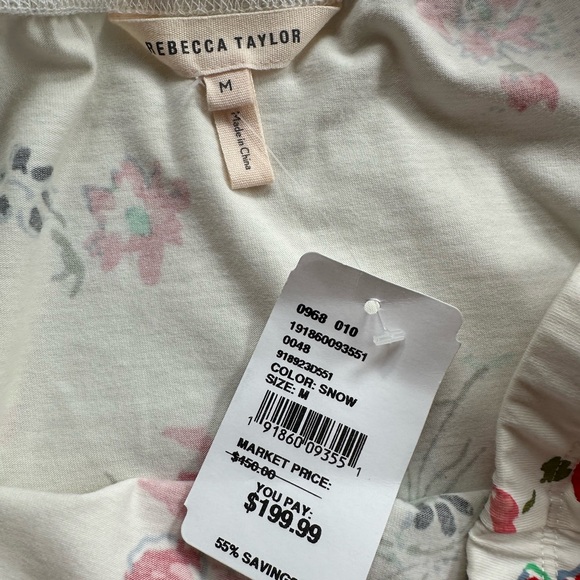 REBECCA TAYLOR
M
Made in China
0968 010
191860093551
0048
918923D551
COLOR: SNOW
SIZE: M
1 91860 09355 1
MARKET PRICE:
$450.00
YOU PAY:
$199.99
55% SAVINGS